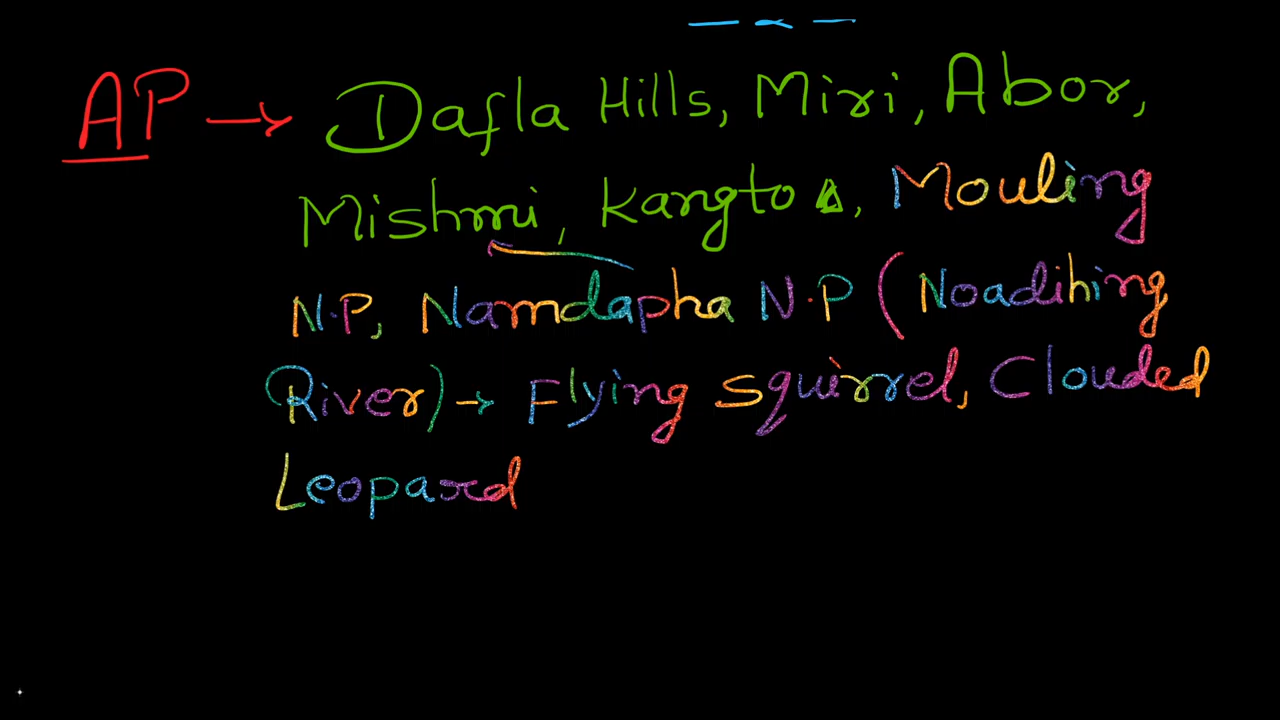 AP → Dafla Hills, Miri, Abor,
Mishmi, Kangto ▲, Mouling
N.P, Namdapha N.P (Noadihing
River) → Flying Squirrel, Clouded
Leopard